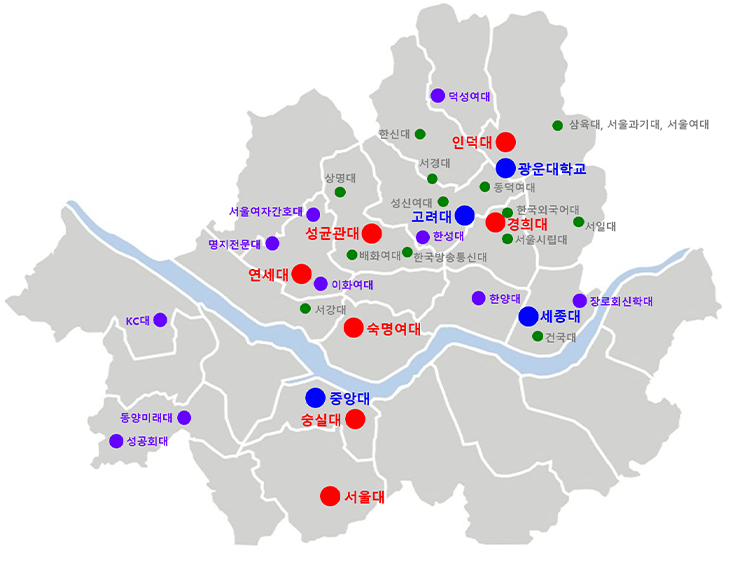 덕성여대
삼육대, 서울과기대, 서울여대
한신대
인덕대
서경대
광운대학교
상명대
동덕여대
성신여대
서울여자간호대
고려대
한국외국어대
경희대
서일대
성균관대
한성대
서울시립대
명지전문대
배화여대
한국방송통신대
연세대
이화여대
한양대
장로회신학대
서강대
세종대
KC대
숙명여대
건국대
중앙대
동양미래대
숭실대
성공회대
서울대